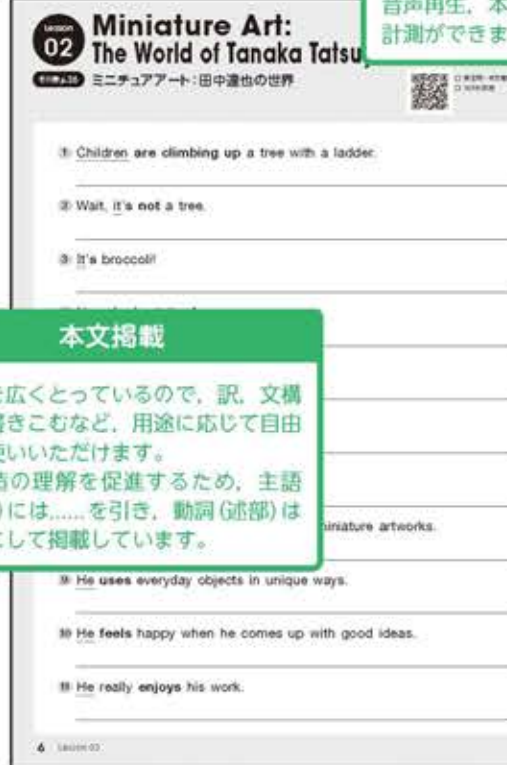 音声再生，本
計測ができま
Lesson
02
Miniature Art:
The World of Tanaka Tatsu
ミニチュアアート：田中達也の世界
① Children are climbing up a tree with a ladder.
② Wait, it's not a tree.
③ It's broccoli!
本文掲載
を広くとっているので，訳，文構
書きこむなど，用途に応じて自由
使いいただけます。
造の理解を促進するため，主語
には......を引き，動詞(述部)は
して掲載しています。
miniature artworks.
⑨ He uses everyday objects in unique ways.
⑩ He feels happy when he comes up with good ideas.
⑪ He really enjoys his work.
6 Lesson 02